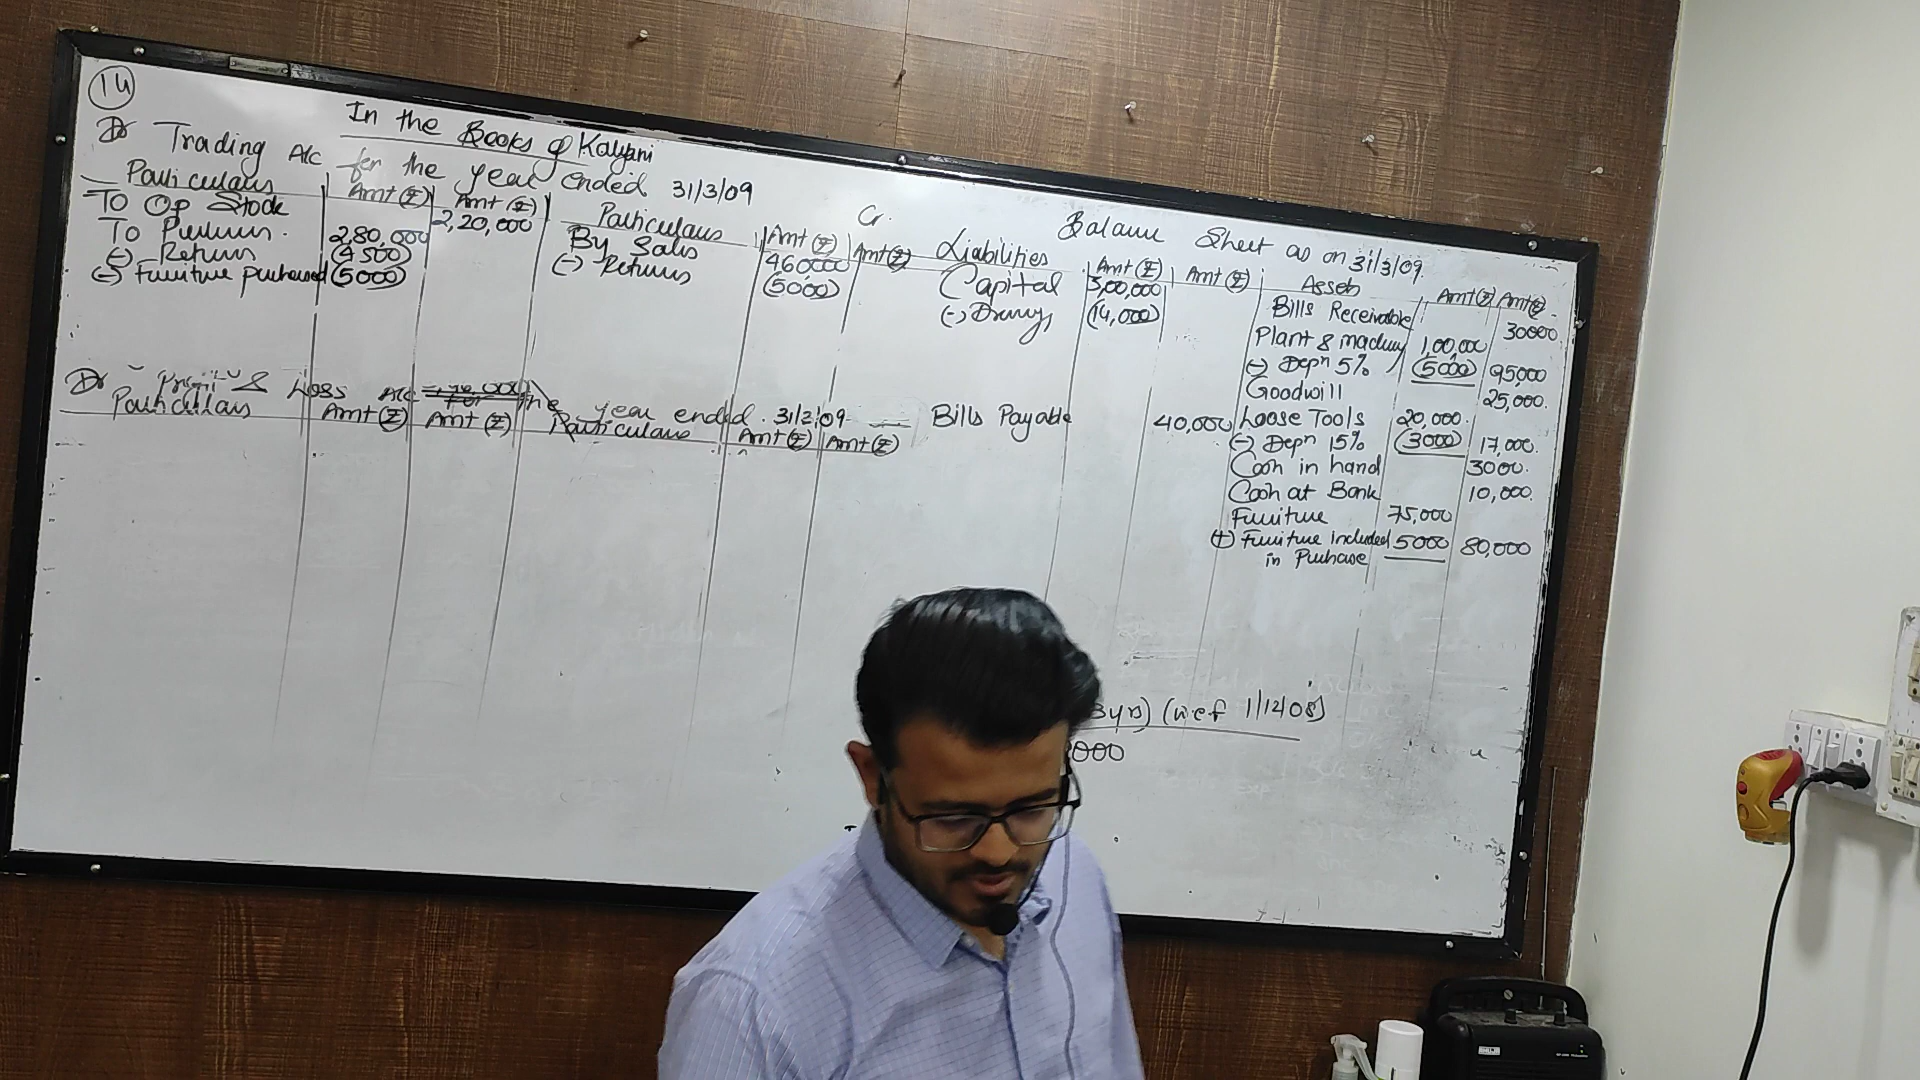 14
In the Books of Kalyani
Dr Trading A/c for the year ended 31/3/09
Cr.
Particulars Amt (₹) Amt (₹) Particulars Amt (₹) Amt (₹)
To Op Stock 2,20,000 By Sales 460,000
To Purchases. 2,80,000 (-) Returns (5000)
(-) Returns (4500)
(-) Furniture purchased (5000)
Dr Profit & Loss A/c the year ended. 31/3/09
Particulars Amt (₹) Amt (₹) Particulars Amt (₹) Amt (₹)
Balance Sheet as on 31/3/09
Liabilities Amt (₹) Amt (₹) Assets Amt (₹) Amt (₹)
Capital 3,00,000 Bills Receivable 30000
(-) Drawings (14,000) Plant & machinery 1,00,000
(-) Depn 5% (5000) 95000
Goodwill 25,000.
Bills Payable 40,000 Loose Tools 20,000.
(-) Depn 15% (3000) 17,000.
Cash in hand 3000.
Cash at Bank 10,000.
Furniture 75,000
(+) Furniture included 5000 80,000
in Purchase
(wef 1/12/08)
000